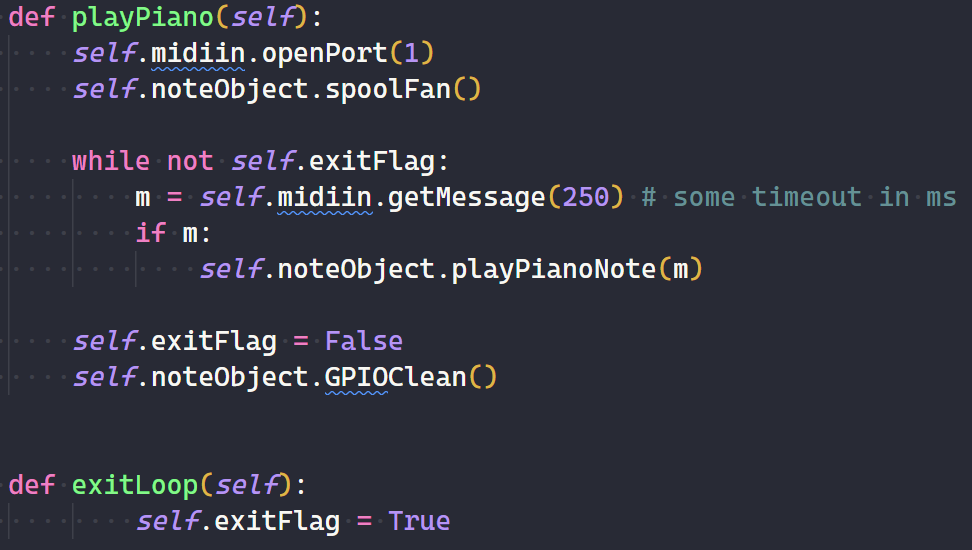 def playPiano(self):
    self.midiin.openPort(1)
    self.noteObject.spoolFan()

    while not self.exitFlag:
        m = self.midiin.getMessage(250) # some timeout in ms
        if m:
            self.noteObject.playPianoNote(m)

    self.exitFlag = False
    self.noteObject.GPIOClean()


def exitLoop(self):
        self.exitFlag = True